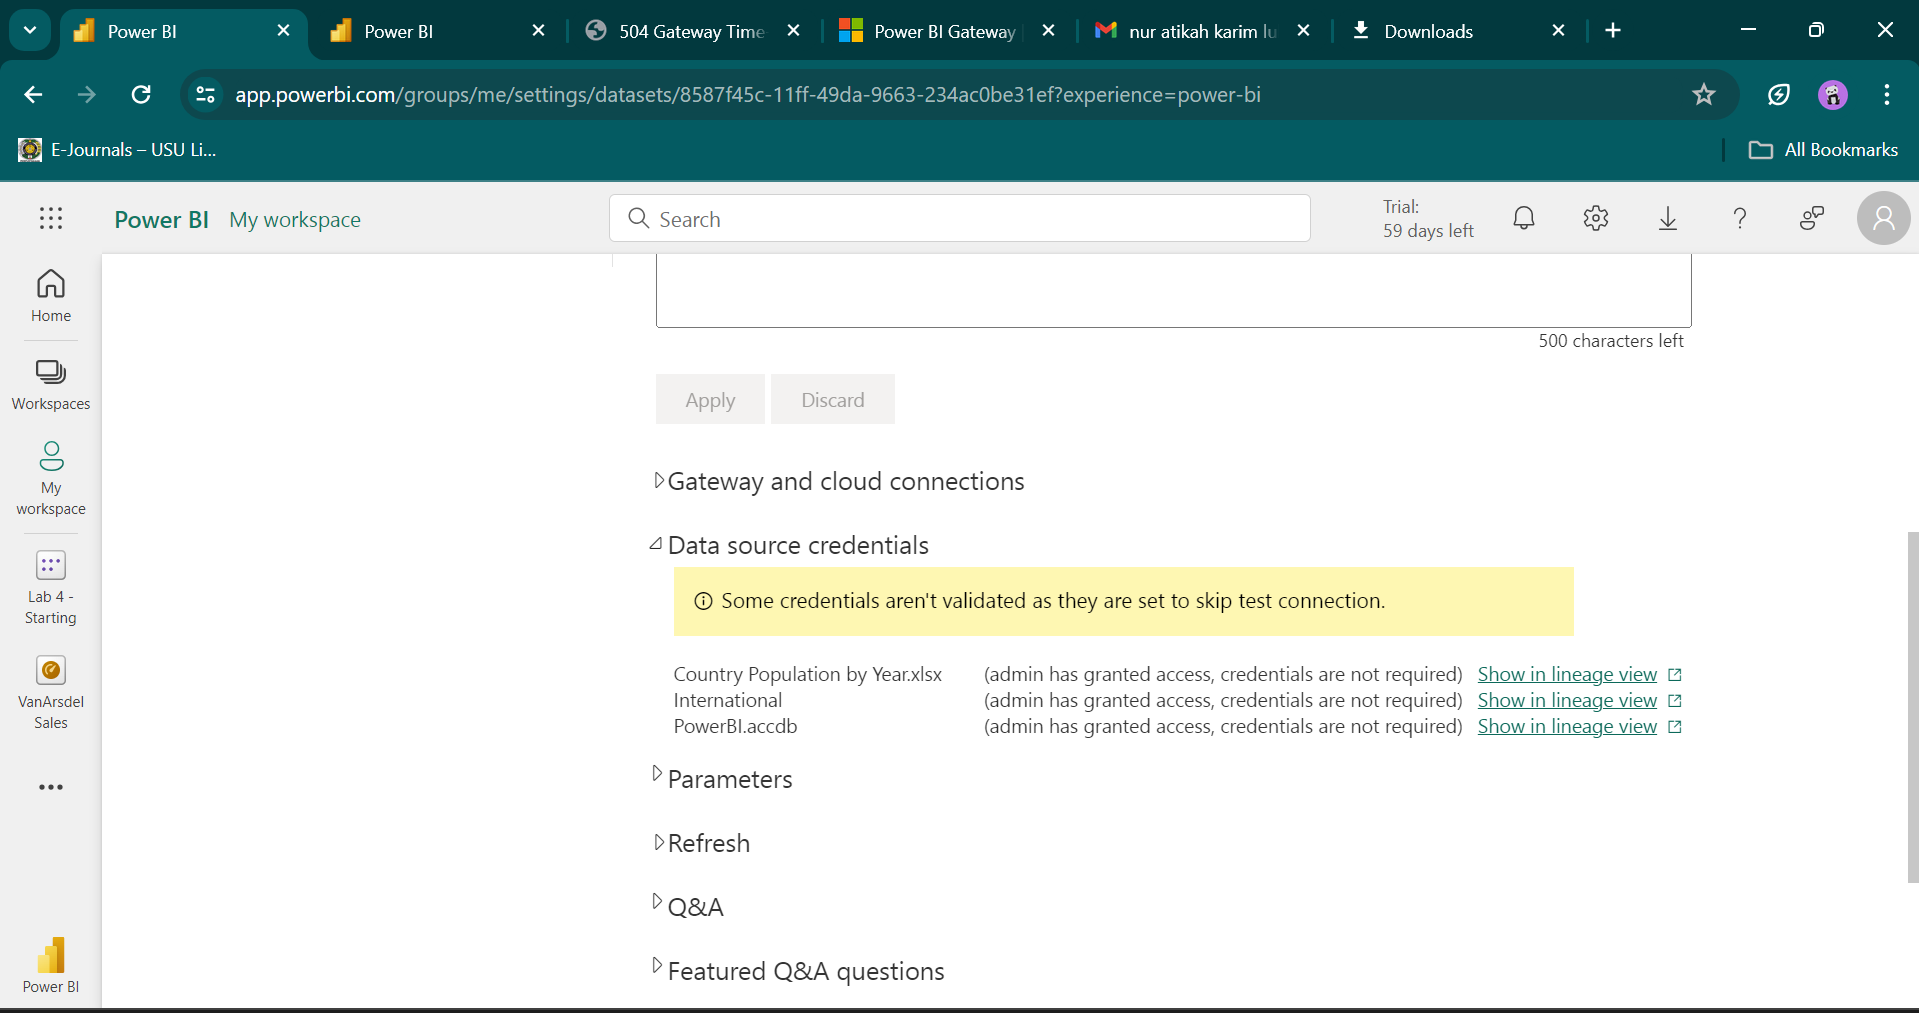 Power BI
Power BI
504 Gateway Time
Power BI Gateway
nur atikah karim lu
Downloads
app.powerbi.com/groups/me/settings/datasets/8587f45c-11ff-49da-9663-234ac0be31ef?experience=power-bi
E-Journals – USU Li...
All Bookmarks
Power BI
My workspace
Search
Trial:
59 days left
Home
Workspaces
My
workspace
Lab 4 -
Starting
VanArsdel
Sales
Power BI
500 characters left
Apply
Discard
Gateway and cloud connections
Data source credentials
Some credentials aren't validated as they are set to skip test connection.
Country Population by Year.xlsx (admin has granted access, credentials are not required) Show in lineage view
International (admin has granted access, credentials are not required) Show in lineage view
PowerBI.accdb (admin has granted access, credentials are not required) Show in lineage view
Parameters
Refresh
Q&A
Featured Q&A questions